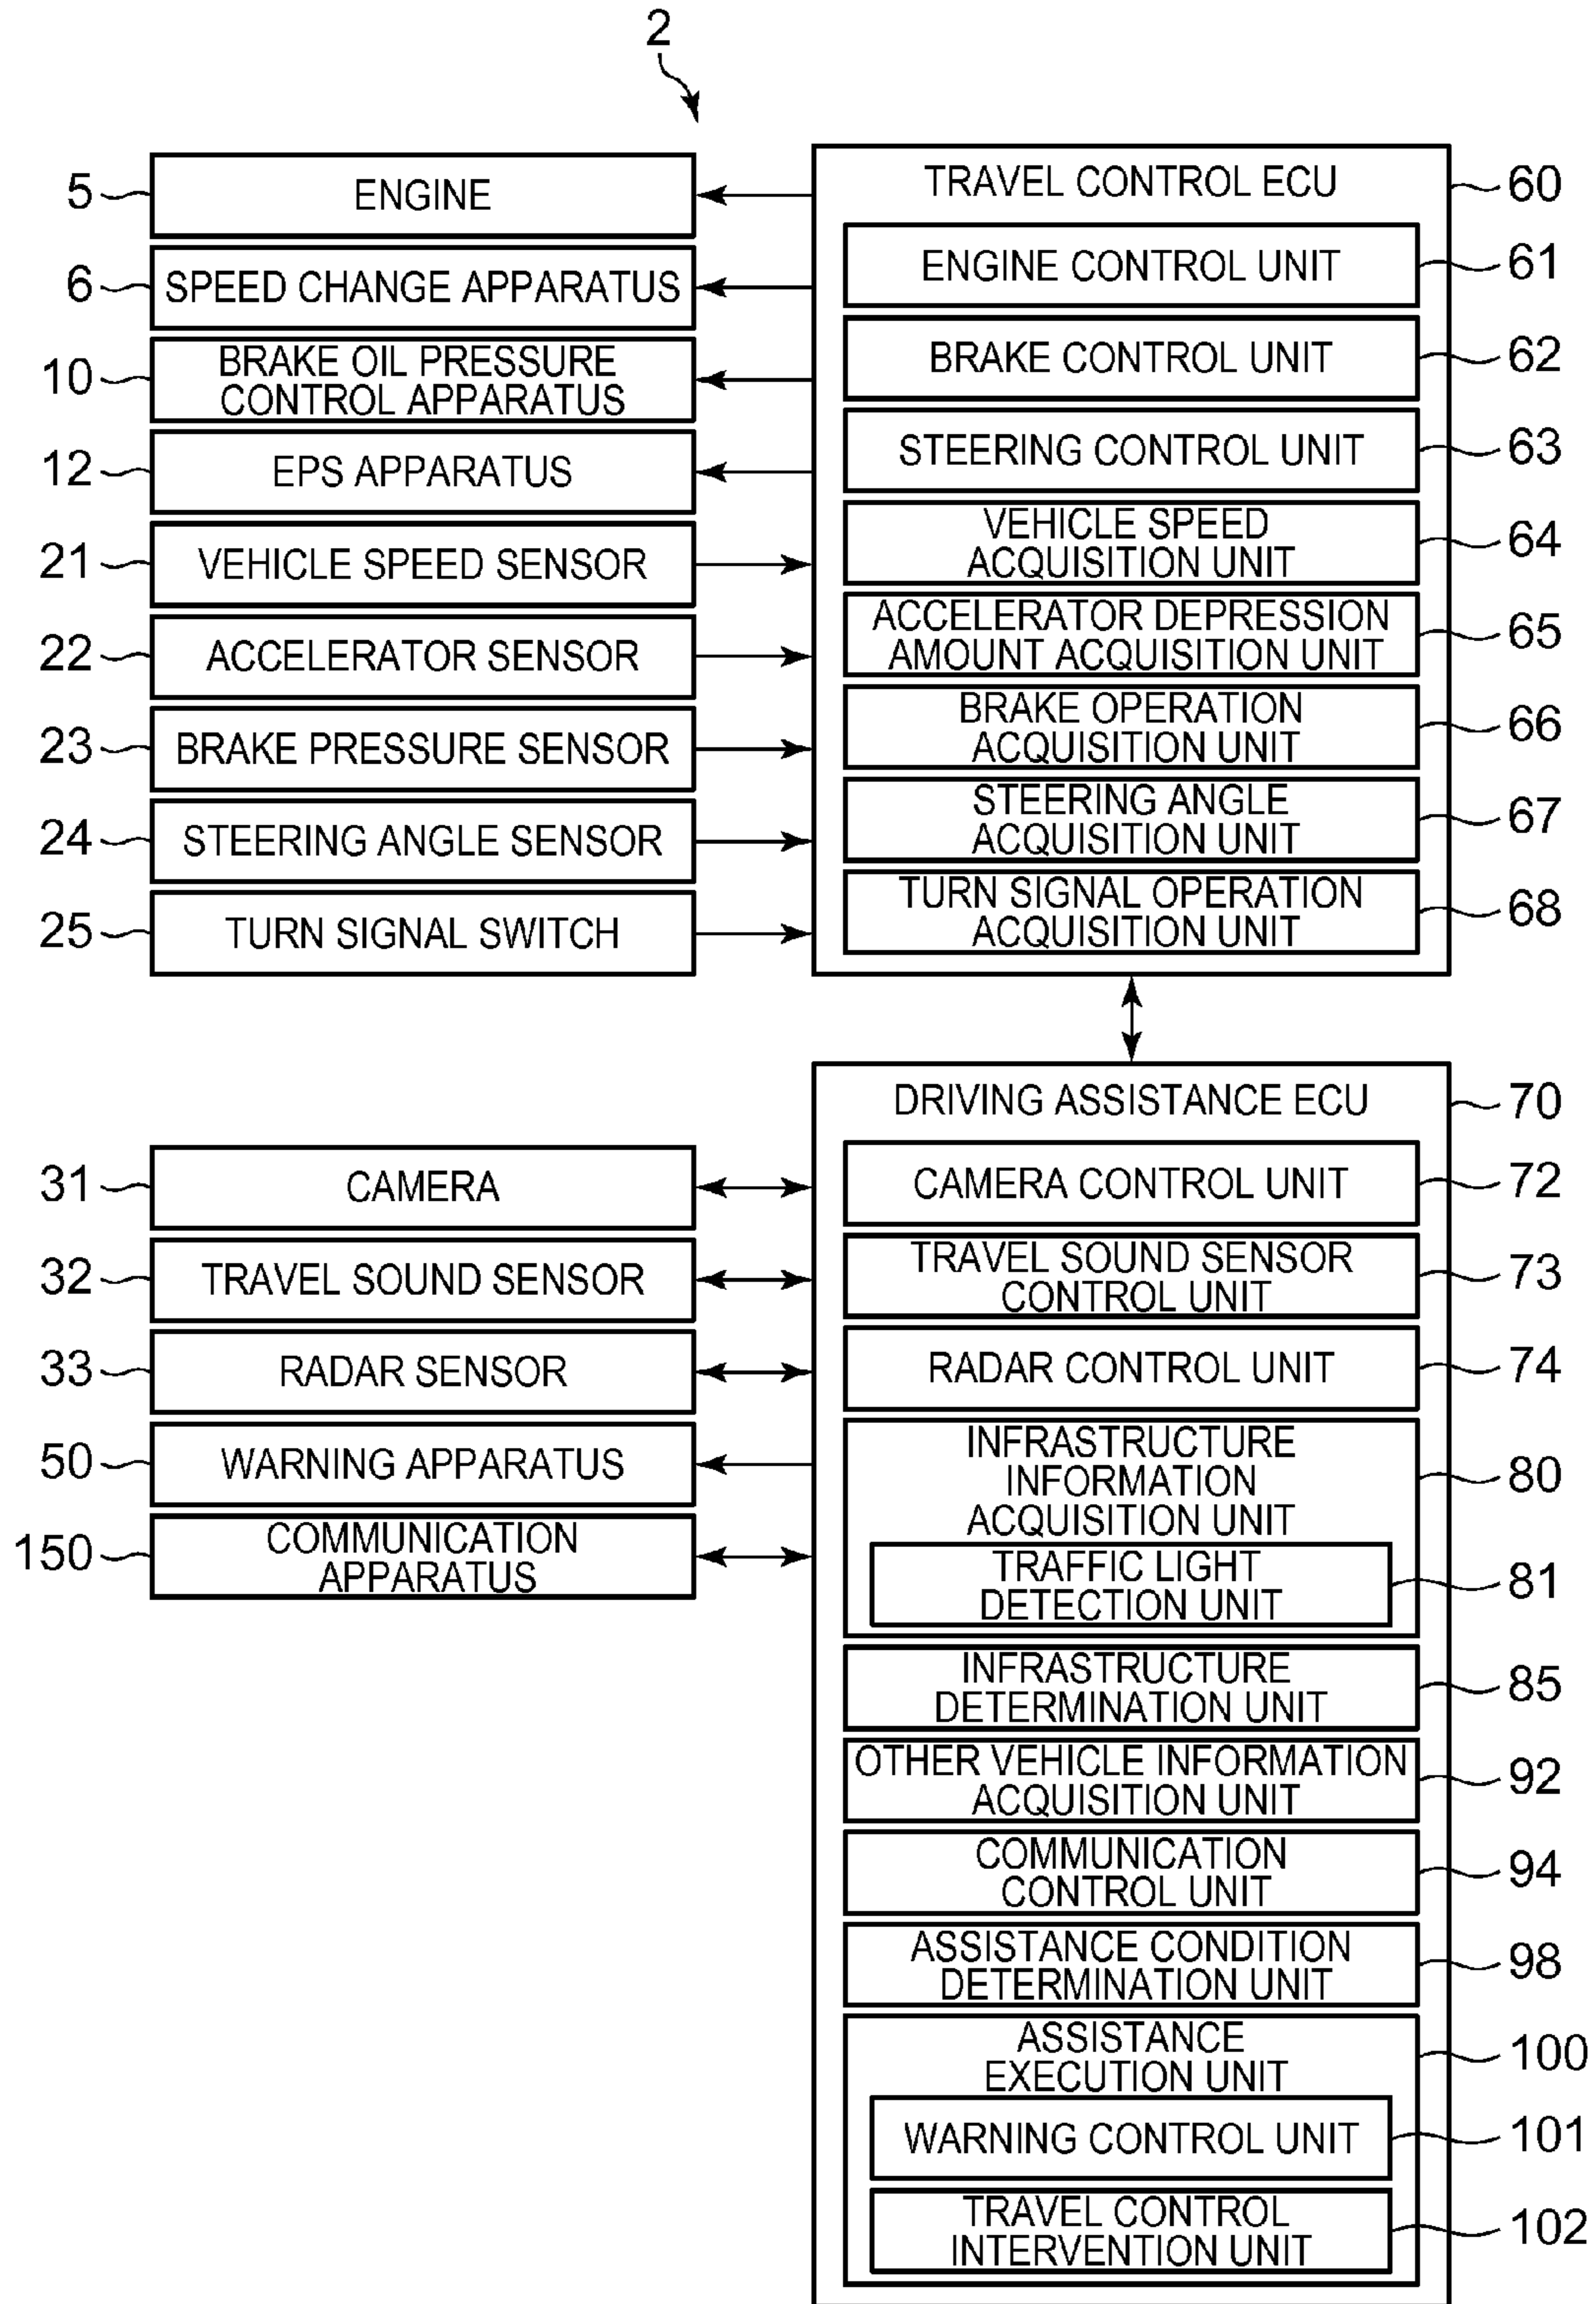 2
5
ENGINE
6
SPEED CHANGE APPARATUS
10
BRAKE OIL PRESSURE
CONTROL APPARATUS
12
EPS APPARATUS
21
VEHICLE SPEED SENSOR
22
ACCELERATOR SENSOR
23
BRAKE PRESSURE SENSOR
24
STEERING ANGLE SENSOR
25
TURN SIGNAL SWITCH
TRAVEL CONTROL ECU
60
ENGINE CONTROL UNIT
61
BRAKE CONTROL UNIT
62
STEERING CONTROL UNIT
63
VEHICLE SPEED
ACQUISITION UNIT
64
ACCELERATOR DEPRESSION
AMOUNT ACQUISITION UNIT
65
BRAKE OPERATION
ACQUISITION UNIT
66
STEERING ANGLE
ACQUISITION UNIT
67
TURN SIGNAL OPERATION
ACQUISITION UNIT
68
31
CAMERA
32
TRAVEL SOUND SENSOR
33
RADAR SENSOR
50
WARNING APPARATUS
150
COMMUNICATION
APPARATUS
DRIVING ASSISTANCE ECU
70
CAMERA CONTROL UNIT
72
TRAVEL SOUND SENSOR
CONTROL UNIT
73
RADAR CONTROL UNIT
74
INFRASTRUCTURE
INFORMATION
ACQUISITION UNIT
80
TRAFFIC LIGHT
DETECTION UNIT
81
INFRASTRUCTURE
DETERMINATION UNIT
85
OTHER VEHICLE INFORMATION
ACQUISITION UNIT
92
COMMUNICATION
CONTROL UNIT
94
ASSISTANCE CONDITION
DETERMINATION UNIT
98
ASSISTANCE
EXECUTION UNIT
100
WARNING CONTROL UNIT
101
TRAVEL CONTROL
INTERVENTION UNIT
102